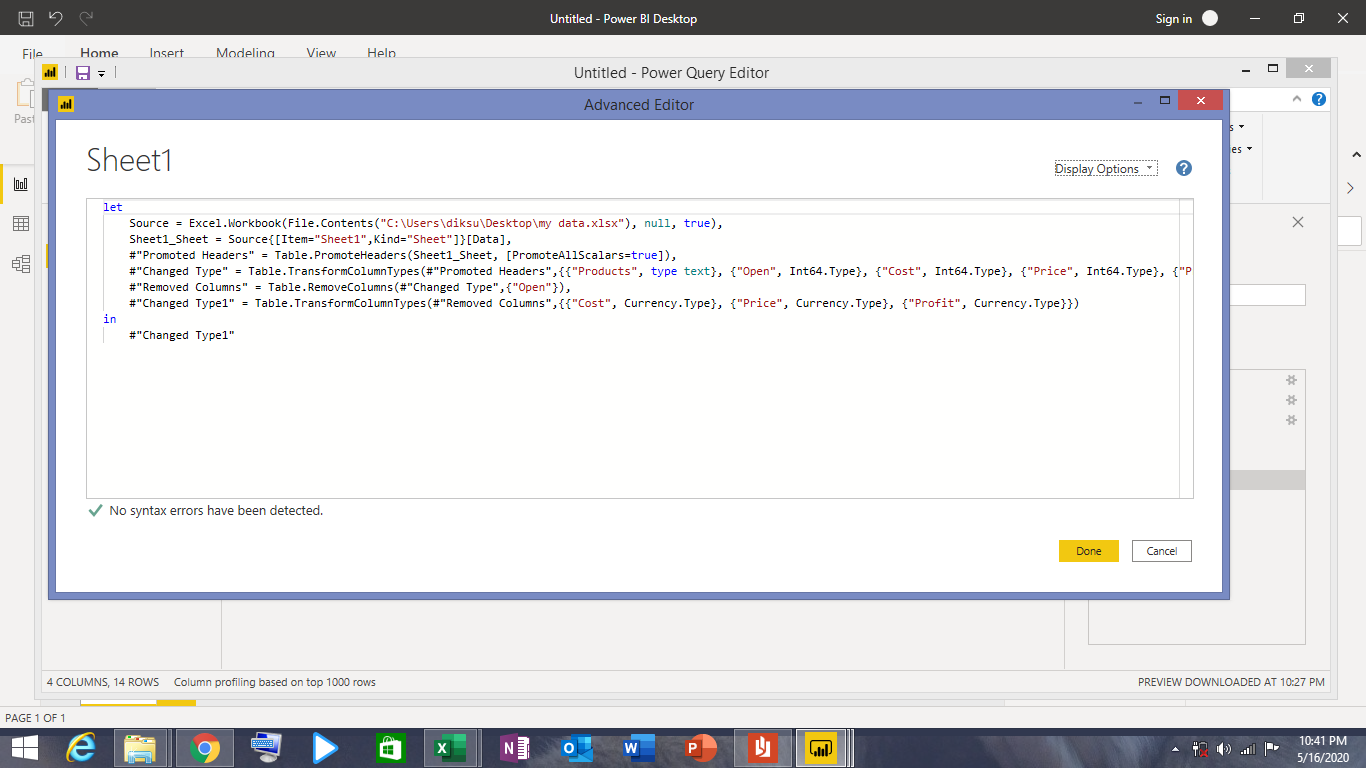 Untitled - Power BI Desktop
Sign in
File
Home
Insert
Modeling
View
Help
Untitled - Power Query Editor
Advanced Editor
Sheet1
Display Options
let
Source = Excel.Workbook(File.Contents("C:\Users\diksu\Desktop\my data.xlsx"), null, true),
Sheet1_Sheet = Source{[Item="Sheet1",Kind="Sheet"]}[Data],
#"Promoted Headers" = Table.PromoteHeaders(Sheet1_Sheet, [PromoteAllScalars=true]),
#"Changed Type" = Table.TransformColumnTypes(#"Promoted Headers",{{"Products", type text}, {"Open", Int64.Type}, {"Cost", Int64.Type}, {"Price", Int64.Type}, {"P
#"Removed Columns" = Table.RemoveColumns(#"Changed Type",{"Open"}),
#"Changed Type1" = Table.TransformColumnTypes(#"Removed Columns",{{"Cost", Currency.Type}, {"Price", Currency.Type}, {"Profit", Currency.Type}})
in
#"Changed Type1"
No syntax errors have been detected.
Done
Cancel
4 COLUMNS, 14 ROWS
Column profiling based on top 1000 rows
PREVIEW DOWNLOADED AT 10:27 PM
PAGE 1 OF 1
10:41 PM
5/16/2020